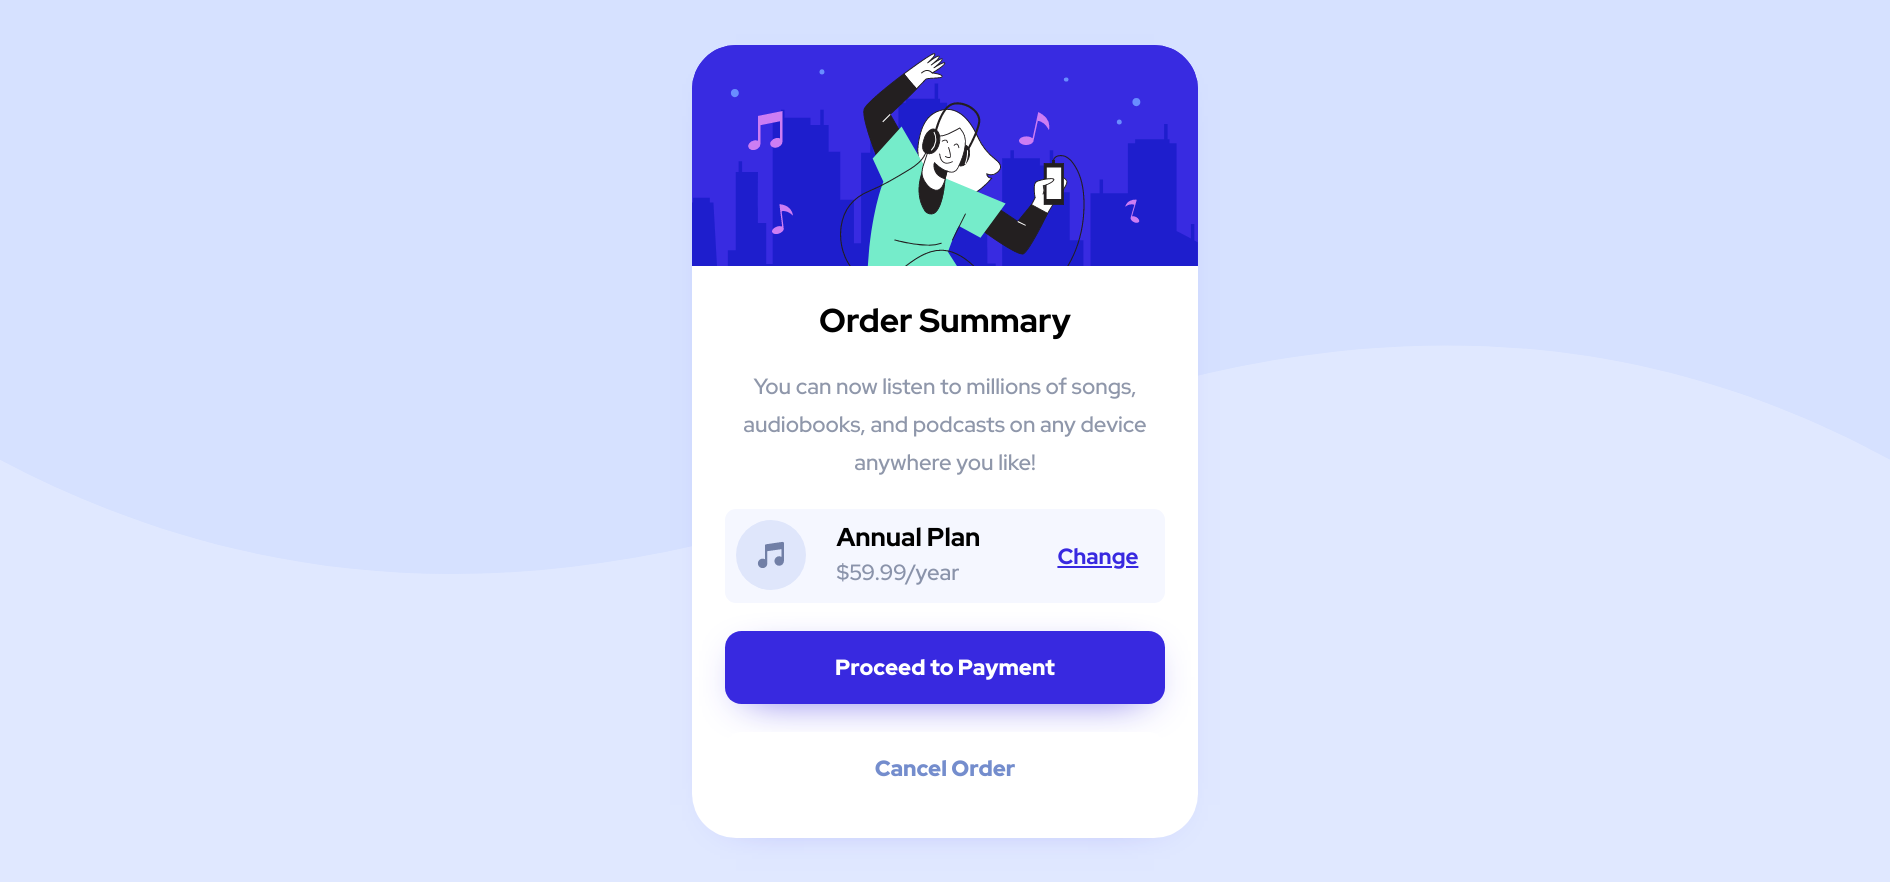 Order Summary
You can now listen to millions of songs,
audiobooks, and podcasts on any device
anywhere you like!
Annual Plan
$59.99/year
Change
Proceed to Payment
Cancel Order